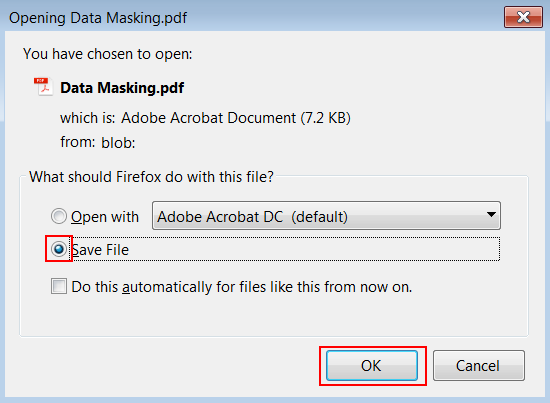 Opening Data Masking.pdf
You have chosen to open:
Data Masking.pdf
which is: Adobe Acrobat Document (7.2 KB)
from: blob:
What should Firefox do with this file?
Open with Adobe Acrobat DC (default)
Save File
Do this automatically for files like this from now on.
OK Cancel